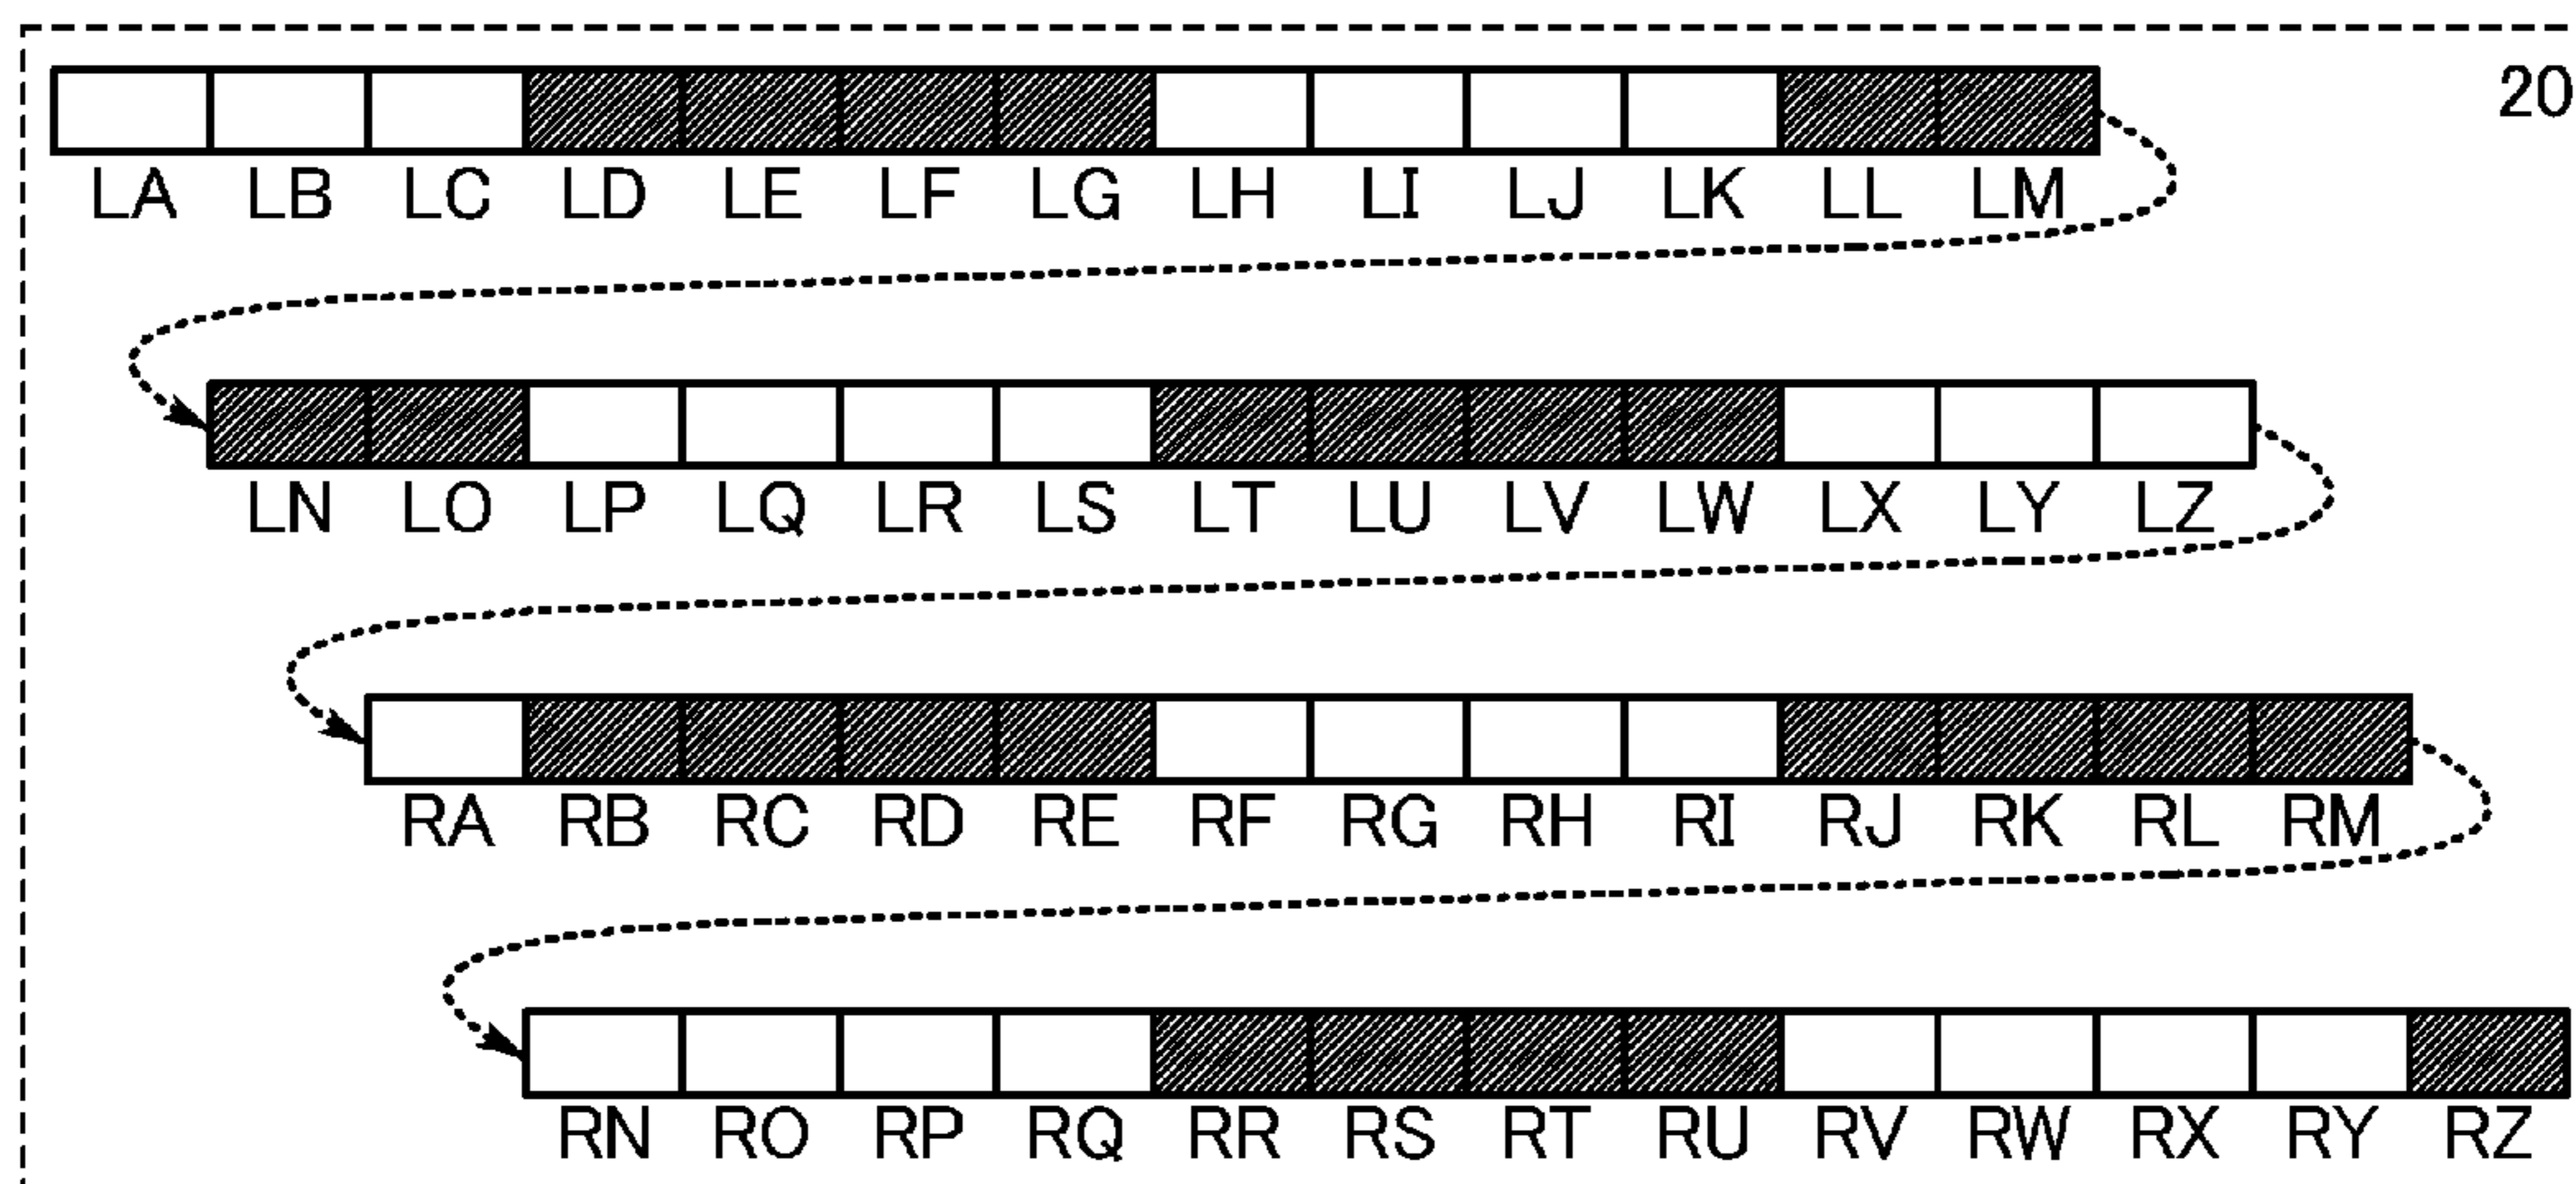 20
LA LB LC LD LE LF LG LH LI LJ LK LL LM
LN LO LP LQ LR LS LT LU LV LW LX LY LZ
RA RB RC RD RE RF RG RH RI RJ RK RL RM
RN RO RP RQ RR RS RT RU RV RW RX RY RZ